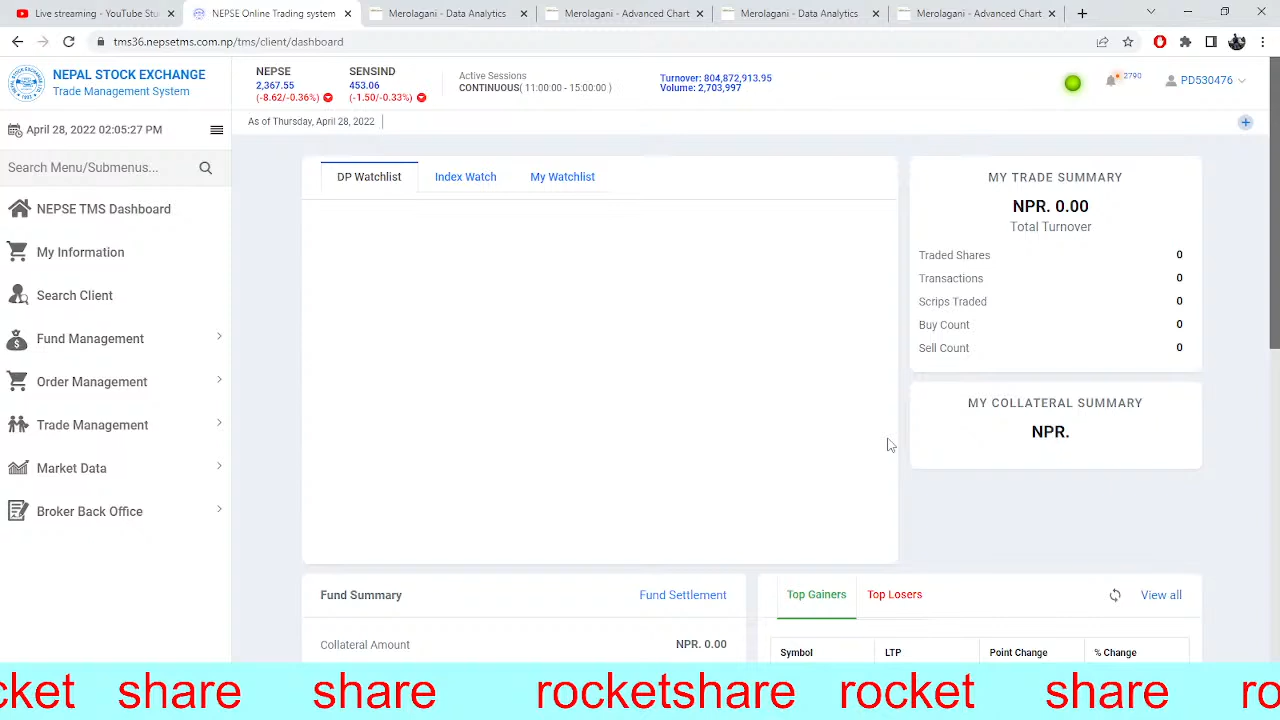 Live streaming - YouTube Stu
NEPSE Online Trading system
Merolagani - Data Analytics
Merolagani - Advanced Chart
Merolagani - Data Analytics
Merolagani - Advanced Chart
tms36.nepsetms.com.np/tms/client/dashboard
NEPAL STOCK EXCHANGE
Trade Management System
NEPSE
2,367.55
(-8.62/-0.36%)
SENSIND
453.06
(-1.50/-0.33%)
Active Sessions
CONTINUOUS( 11:00:00 - 15:00:00 )
Turnover: 804,872,913.95
Volume: 2,703,997
2790
PD530476
April 28, 2022 02:05:27 PM
As of Thursday, April 28, 2022
Search Menu/Submenus...
NEPSE TMS Dashboard
My Information
Search Client
Fund Management
Order Management
Trade Management
Market Data
Broker Back Office
DP Watchlist
Index Watch
My Watchlist
MY TRADE SUMMARY
NPR. 0.00
Total Turnover
Traded Shares 0
Transactions 0
Scrips Traded 0
Buy Count 0
Sell Count 0
MY COLLATERAL SUMMARY
NPR.
Fund Summary
Fund Settlement
Collateral Amount NPR. 0.00
Top Gainers
Top Losers
View all
Symbol LTP Point Change % Change
cket share share rocketshare rocket share ro